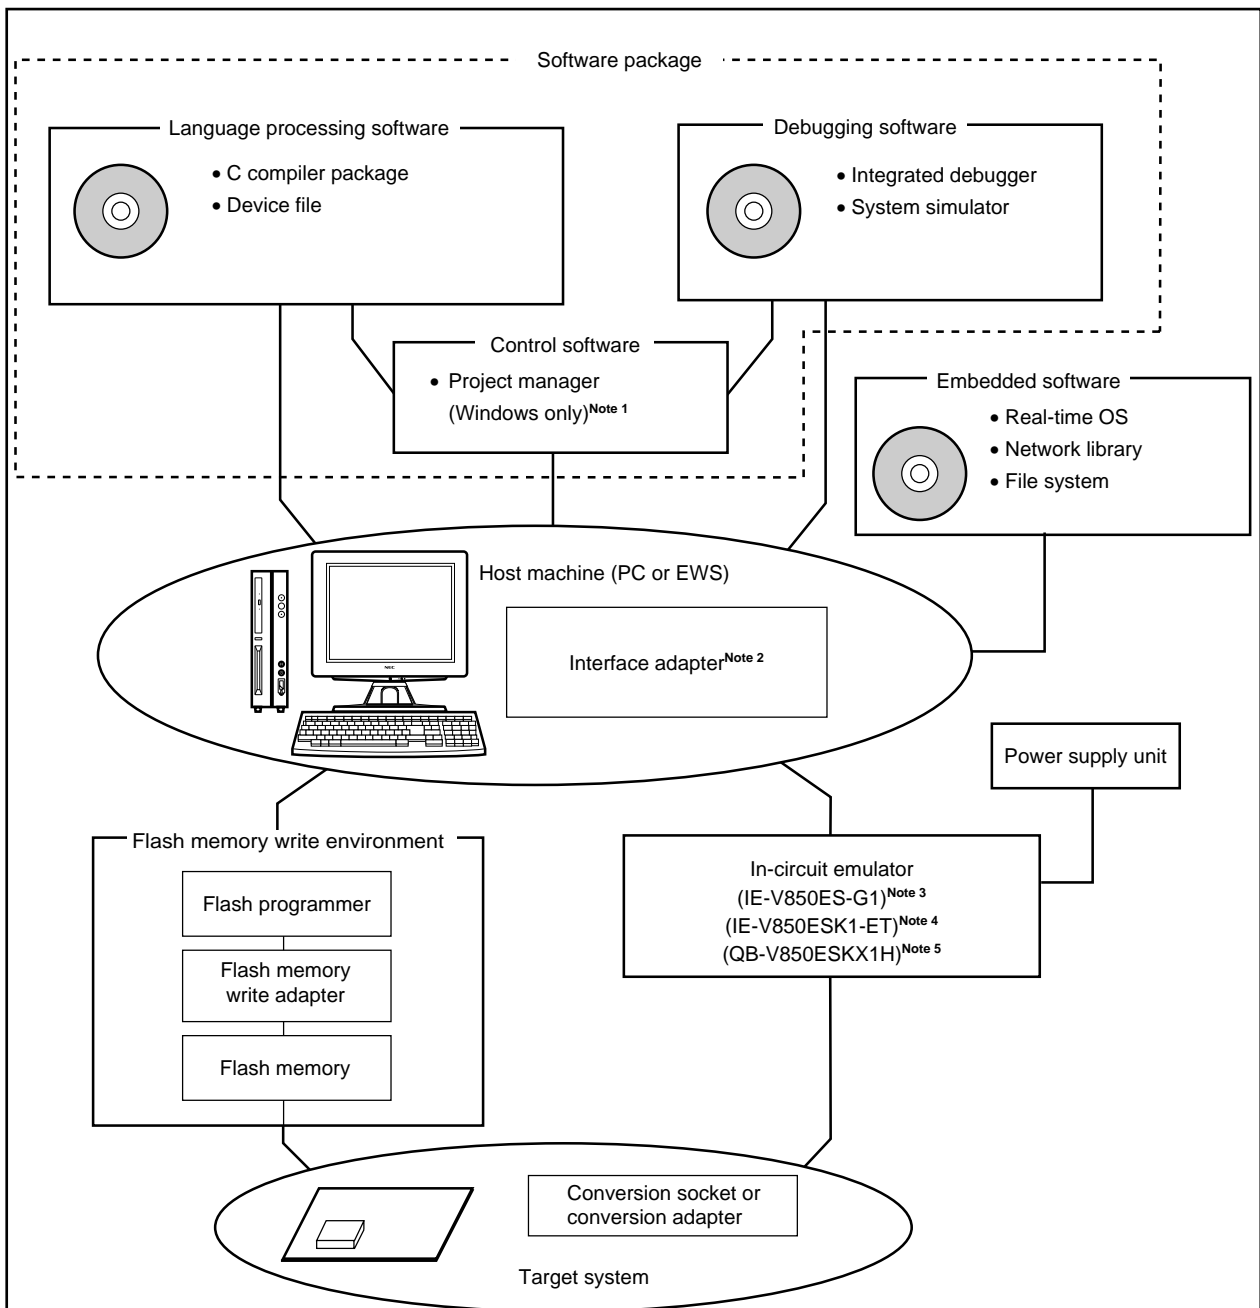 Software package
Language processing software
• C compiler package
• Device file
Debugging software
• Integrated debugger
• System simulator
Control software
• Project manager
(Windows only)Note 1
Embedded software
• Real-time OS
• Network library
• File system
Host machine (PC or EWS)
Interface adapterNote 2
NEC
Power supply unit
Flash memory write environment
Flash programmer
Flash memory
write adapter
Flash memory
In-circuit emulator
(IE-V850ES-G1)Note 3
(IE-V850ESK1-ET)Note 4
(QB-V850ESKX1H)Note 5
Conversion socket or
conversion adapter
Target system